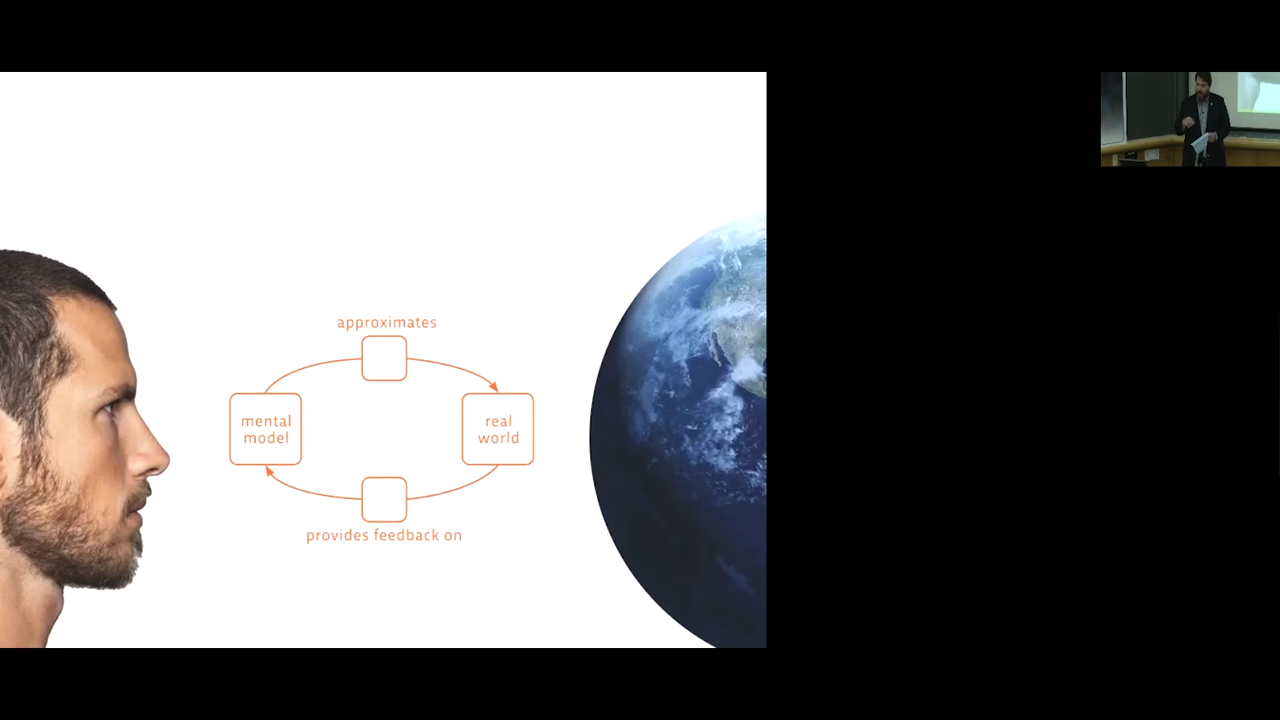 approximates
mental
model
real
world
provides feedback on